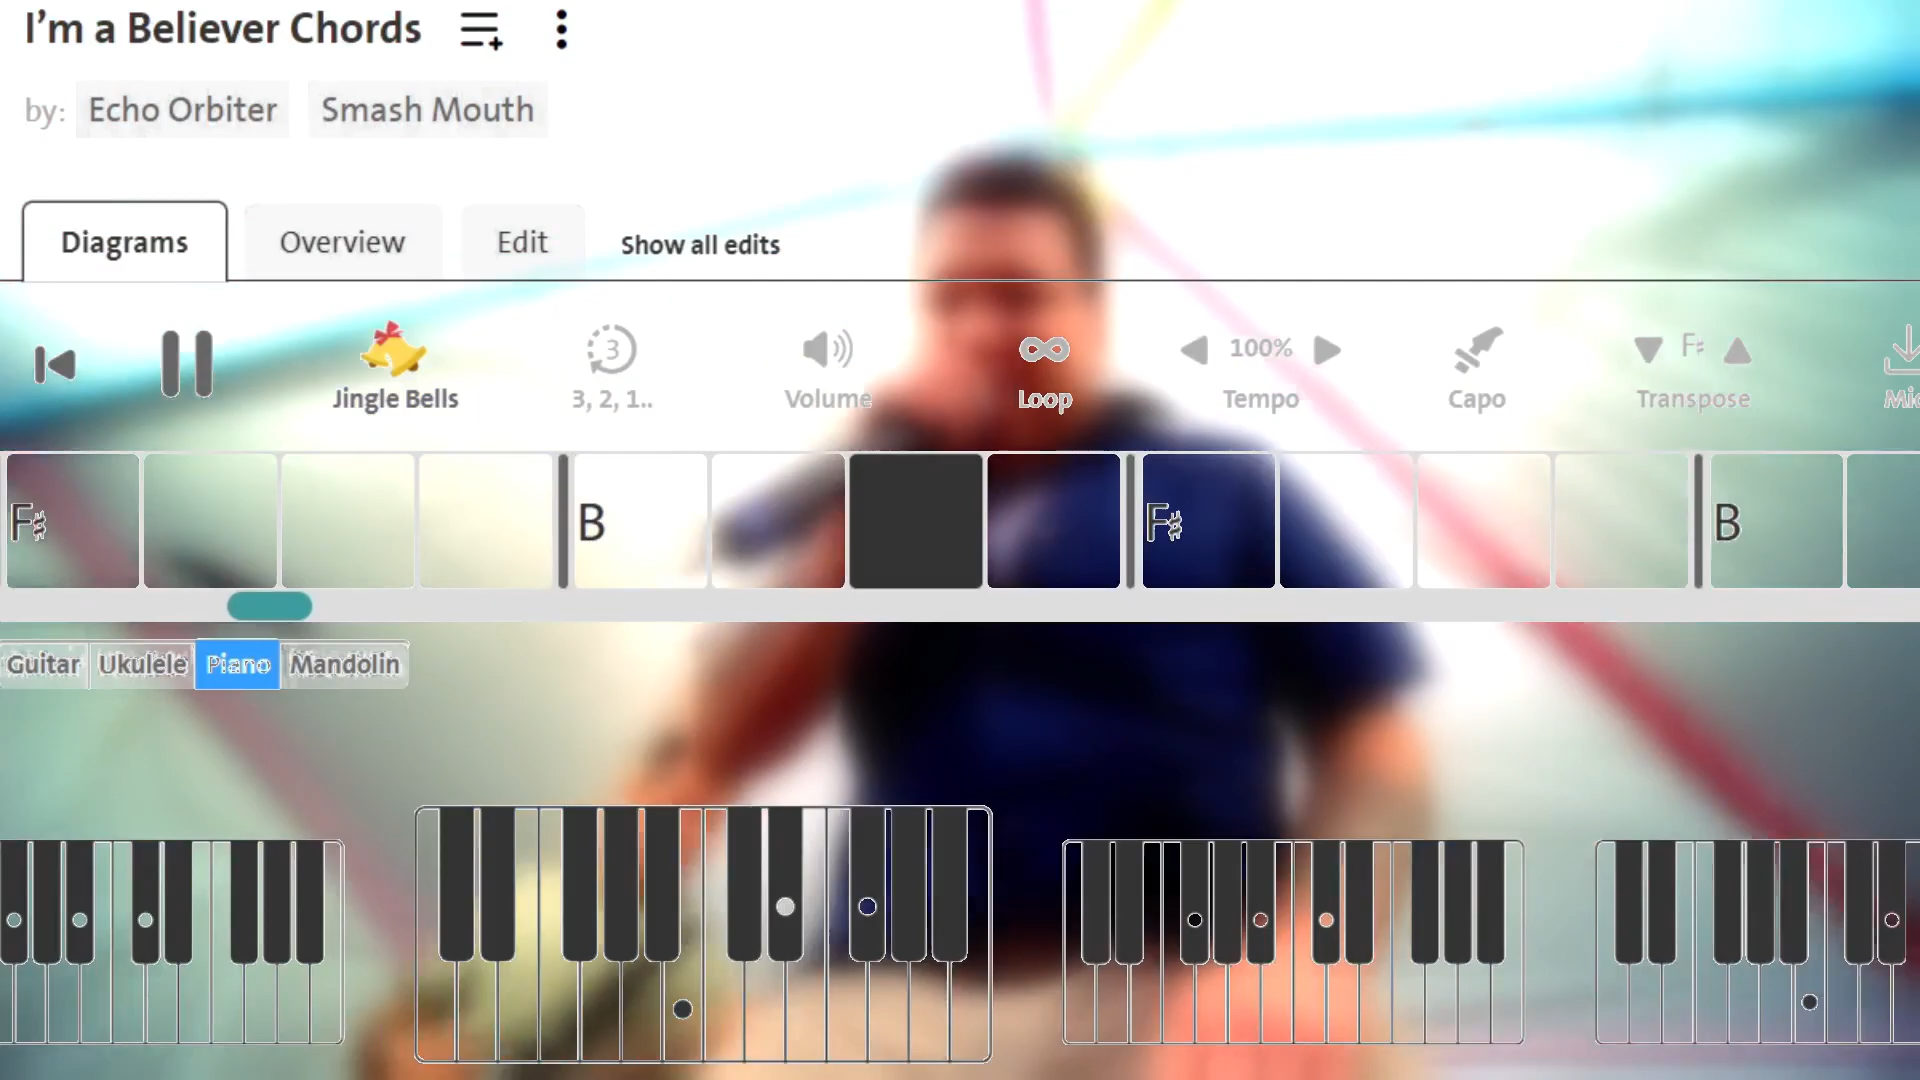 I’m a Believer Chords
by: Echo Orbiter Smash Mouth
Diagrams Overview Edit Show all edits
3
100%
F♯
Jingle Bells 3, 2, 1.. Volume Loop Tempo Capo Transpose
F♯ B F♯ B
Guitar Ukulele Piano Mandolin